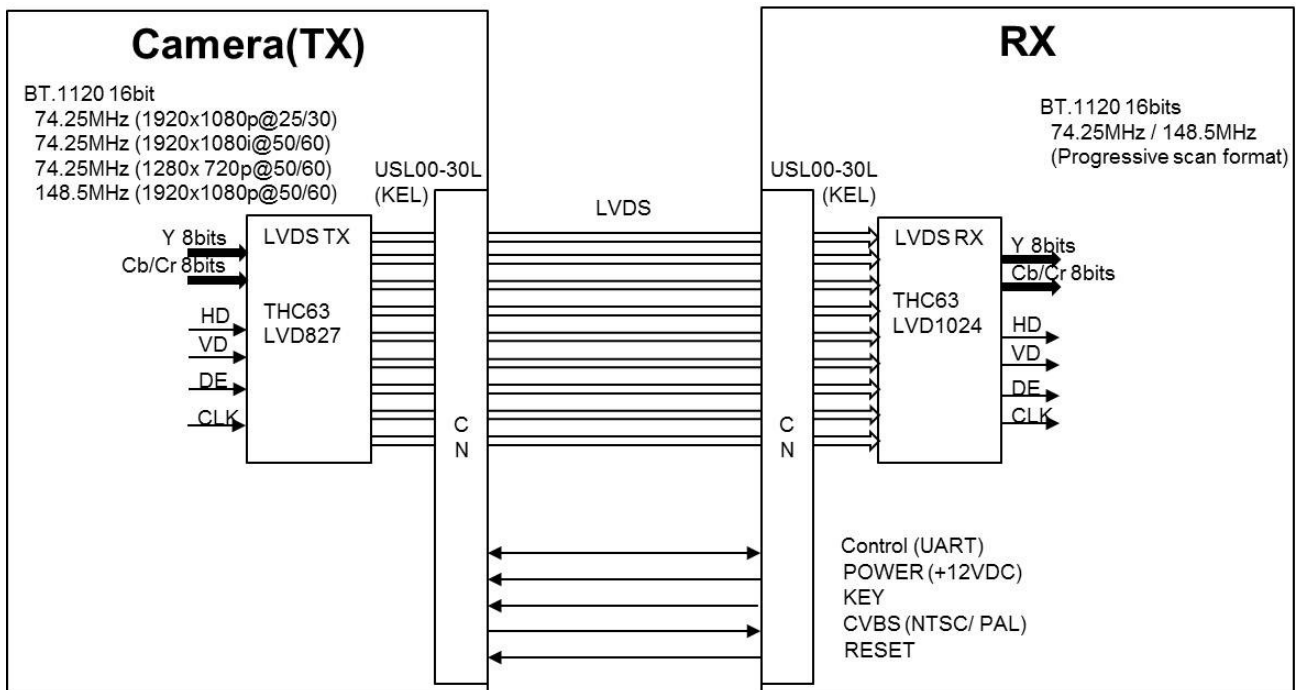 Camera(TX)
BT.1120 16bit
74.25MHz (1920x1080p@25/30)
74.25MHz (1920x1080i@50/60)
74.25MHz (1280x 720p@50/60)
148.5MHz (1920x1080p@50/60)
USL00-30L
(KEL)
Y 8bits
Cb/Cr 8bits
HD
VD
DE
CLK
LVDS TX
THC63
LVD827
C
N
LVDS
RX
BT.1120 16bits
74.25MHz / 148.5MHz
(Progressive scan format)
USL00-30L
(KEL)
C
N
LVDS RX
THC63
LVD1024
Y 8bits
Cb/Cr 8bits
HD
VD
DE
CLK
Control (UART)
POWER (+12VDC)
KEY
CVBS (NTSC/ PAL)
RESET